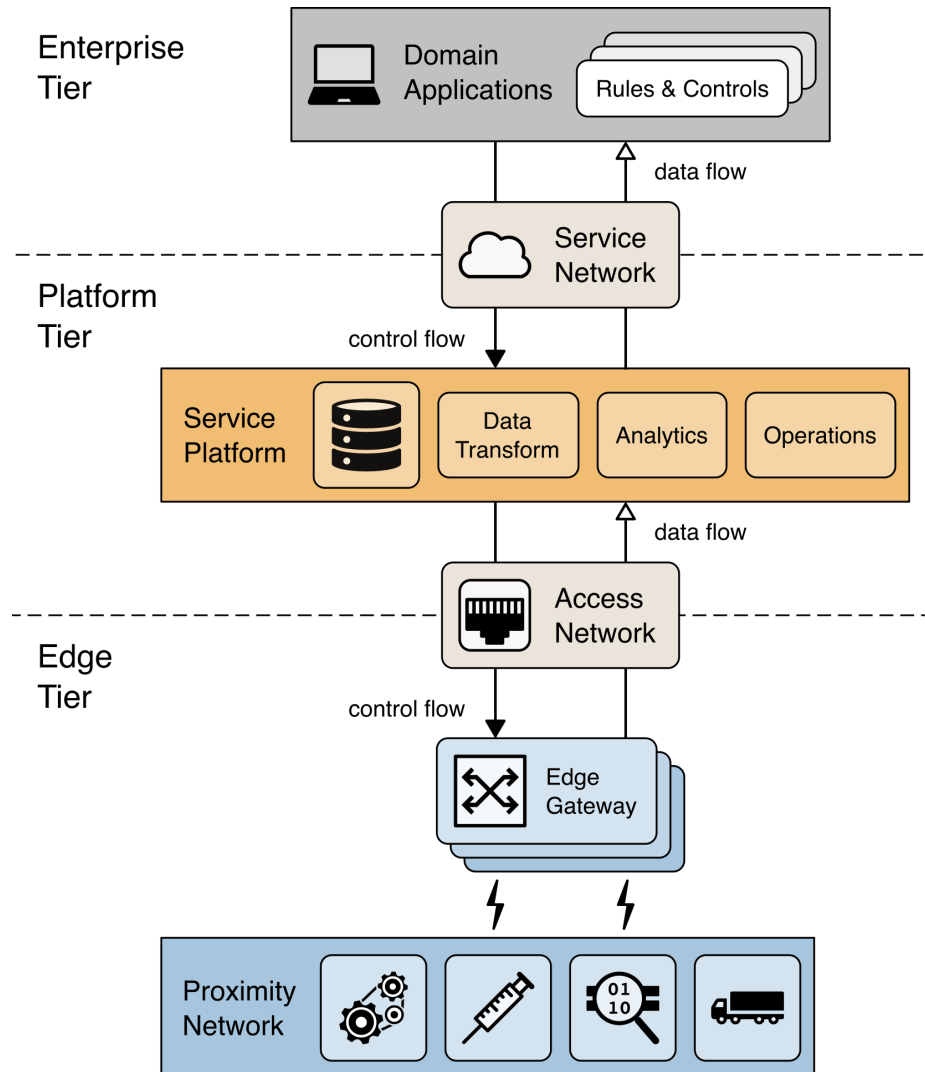 Enterprise
Tier
Domain
Applications
Rules & Controls
data flow
Service
Network
Platform
Tier
control flow
Service
Platform
Data
Transform
Analytics
Operations
data flow
Access
Network
Edge
Tier
control flow
Edge
Gateway
Proximity
Network
01
10